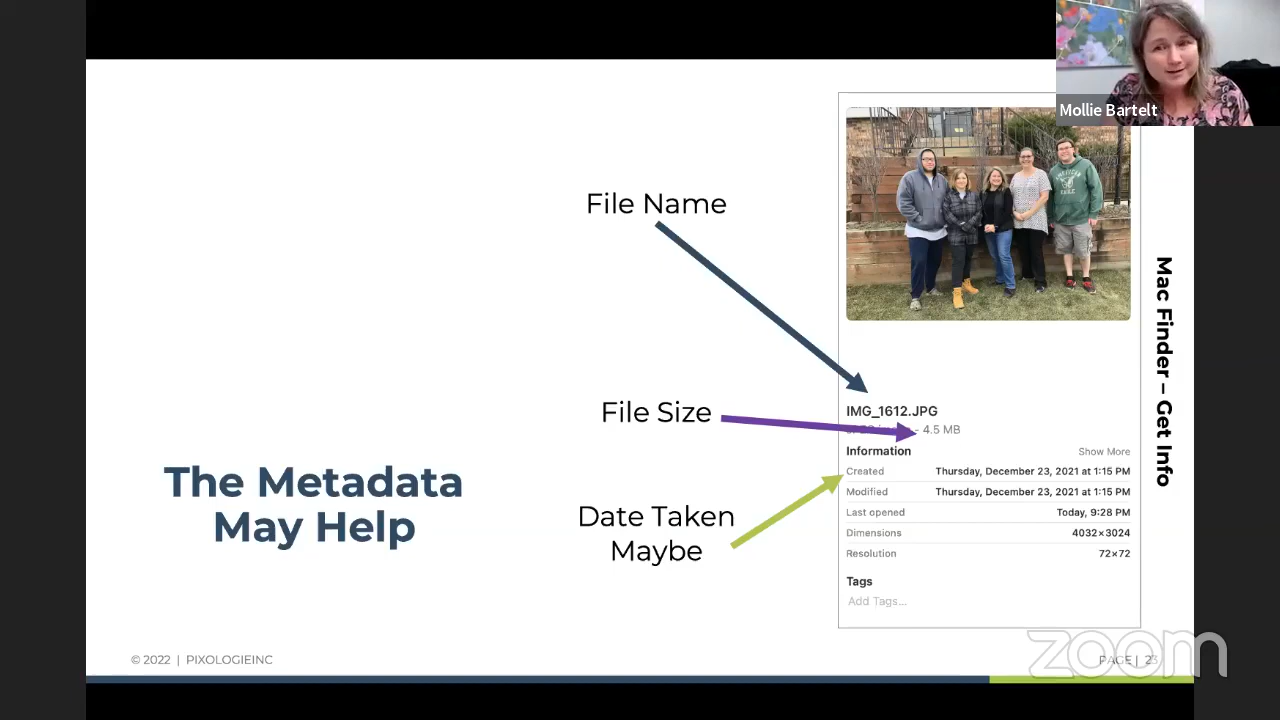 Mollie Bartelt
File Name
Mac Finder – Get Info
IMG_1612.JPG
File Size
- 4.5 MB
Information
Show More
Created Thursday, December 23, 2021 at 1:15 PM
Modified Thursday, December 23, 2021 at 1:15 PM
Last opened Today, 9:28 PM
Dimensions 4032×3024
Resolution 72×72
The Metadata
May Help
Date Taken
Maybe
Tags
Add Tags...
© 2022 | PIXOLOGIEINC
PAGE | 23
zoom